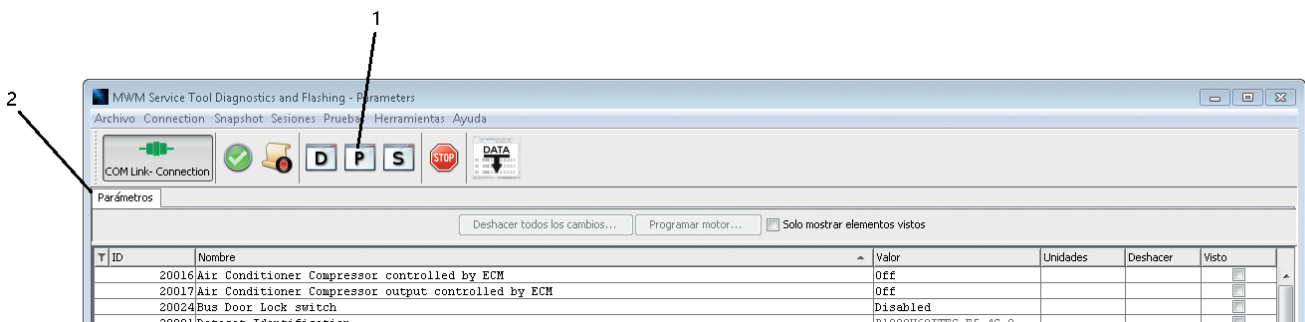 1
2
MWM Service Tool Diagnostics and Flashing - Parameters
Archivo Connection Snapshot Sesiones Pruebas Herramientas Ayuda
COM Link- Connection D P S STOP DATA
Parámetros
Deshacer todos los cambios... Programar motor... Solo mostrar elementos vistos
T ID Nombre Valor Unidades Deshacer Visto
20016 Air Conditioner Compressor controlled by ECM Off
20017 Air Conditioner Compressor output controlled by ECM Off
20024 Bus Door Lock switch Disabled
Dataset Identification